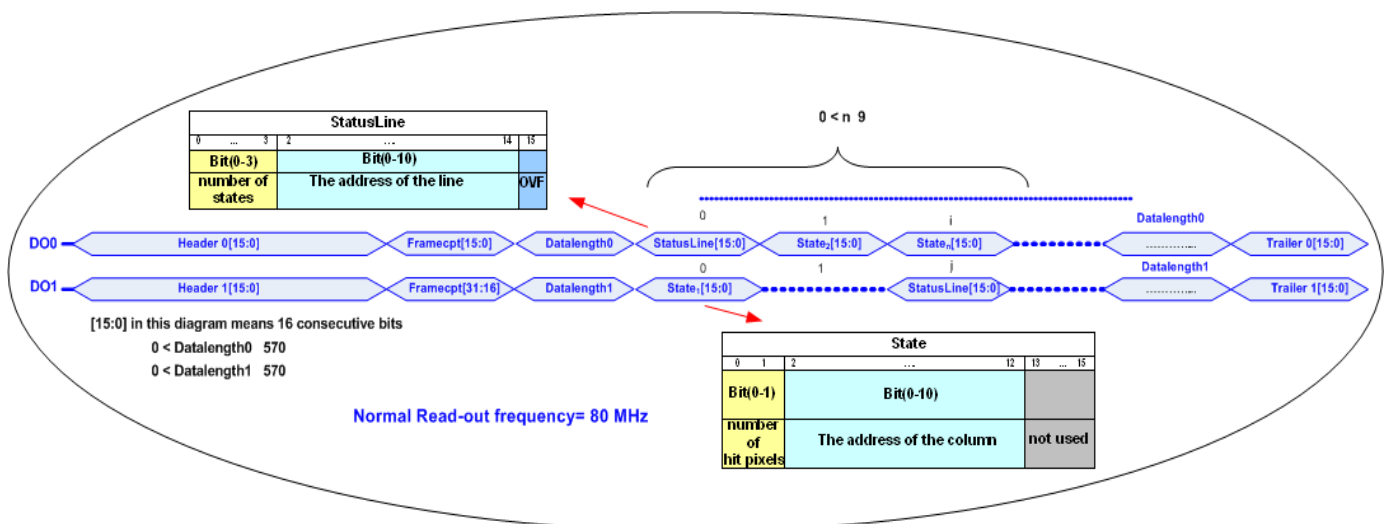 StatusLine
0 ... 3 2 ... 14 15
Bit(0-3) Bit(0-10)
number of states The address of the line OVF
0 < n 9
0 1 i Datalength0
DO0 Header 0[15:0] Framecpt[15:0] Datalength0 StatusLine[15:0] State2[15:0] Staten[15:0] ............. Trailer 0[15:0]
0 1 j Datalength1
DO1 Header 1[15:0] Framecpt[31:16] Datalength1 State1[15:0] StatusLine[15:0] ............. Trailer 1[15:0]
[15:0] in this diagram means 16 consecutive bits
0 < Datalength0 570
0 < Datalength1 570
Normal Read-out frequency= 80 MHz
State
0 1 2 ... 12 13 ... 15
Bit(0-1) Bit(0-10)
number of hit pixels The address of the column not used